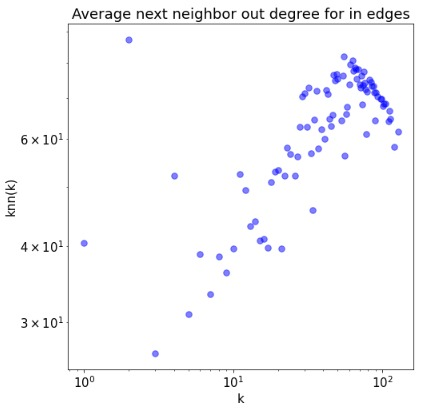 Average next neighbor out degree for in edges
6 × 10¹
4 × 10¹
3 × 10¹
knn(k)
10⁰
10¹
10²
k